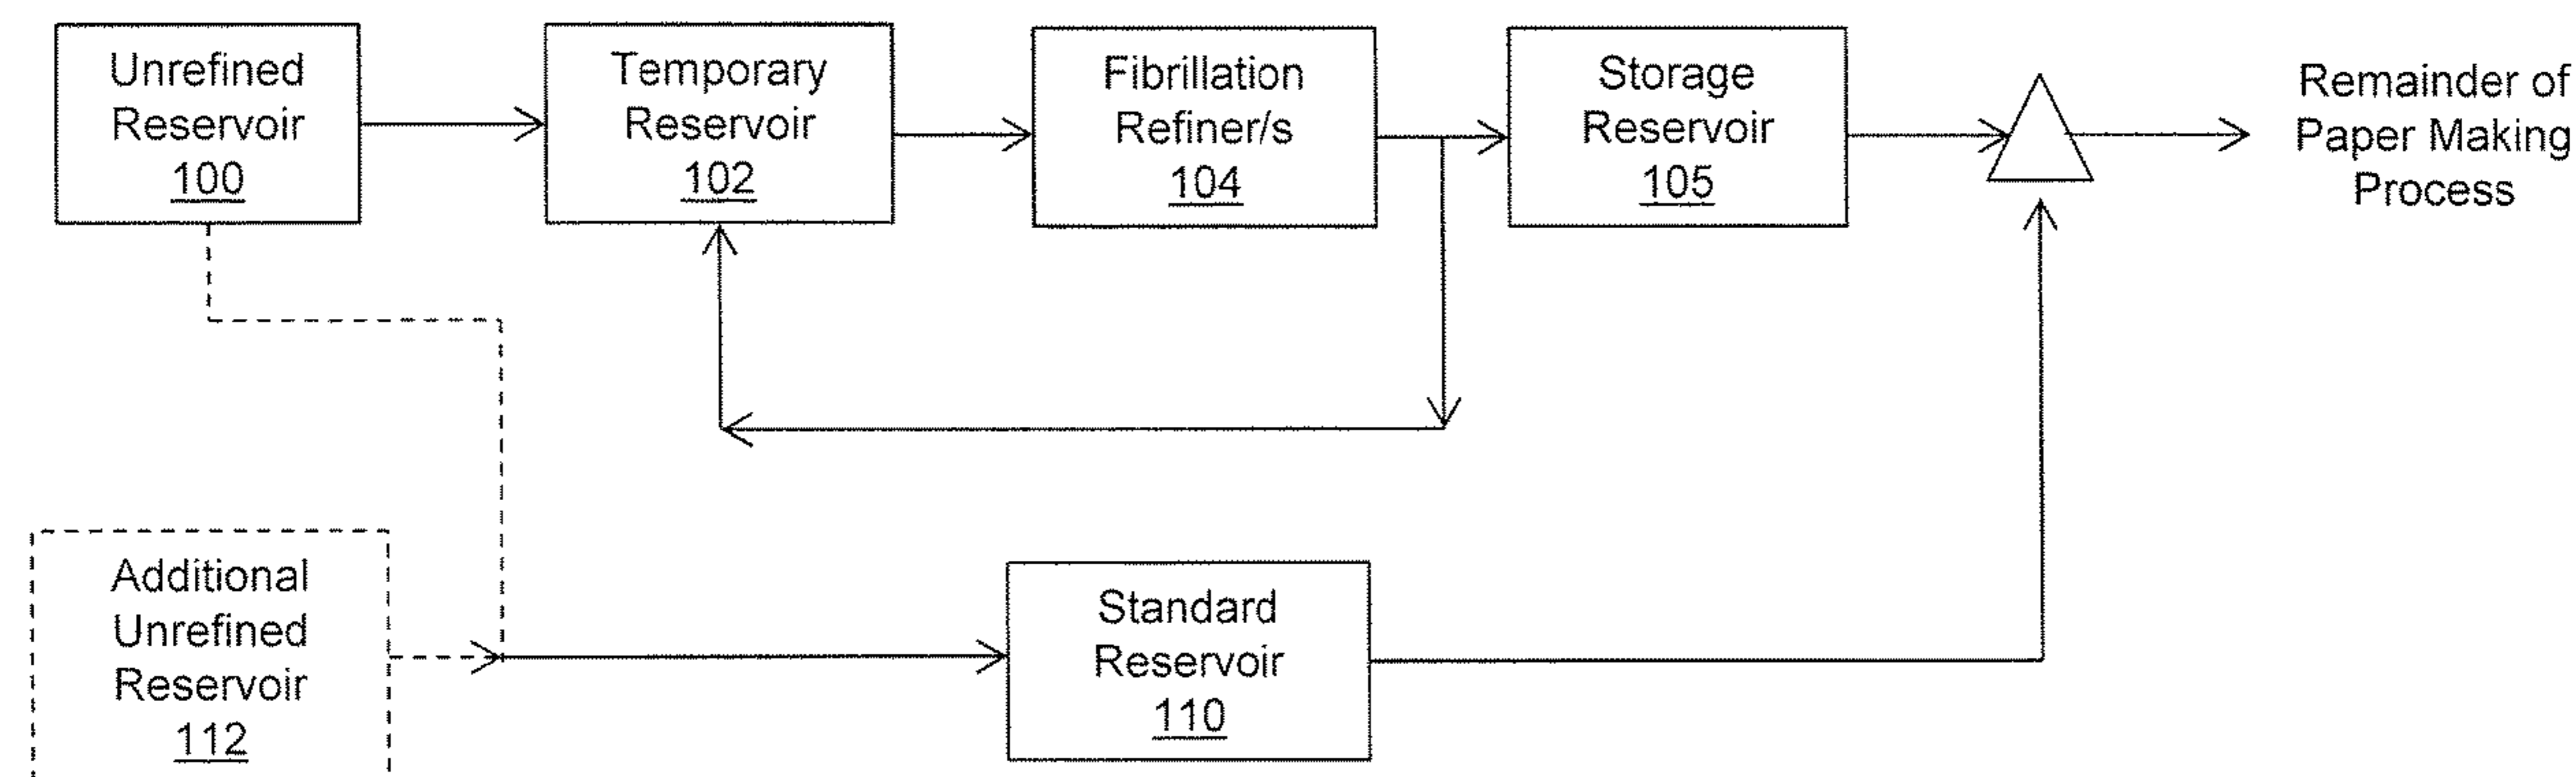 Unrefined
Reservoir
100
Temporary
Reservoir
102
Fibrillation
Refiner/s
104
Storage
Reservoir
105
Remainder of
Paper Making
Process
Additional
Unrefined
Reservoir
112
Standard
Reservoir
110